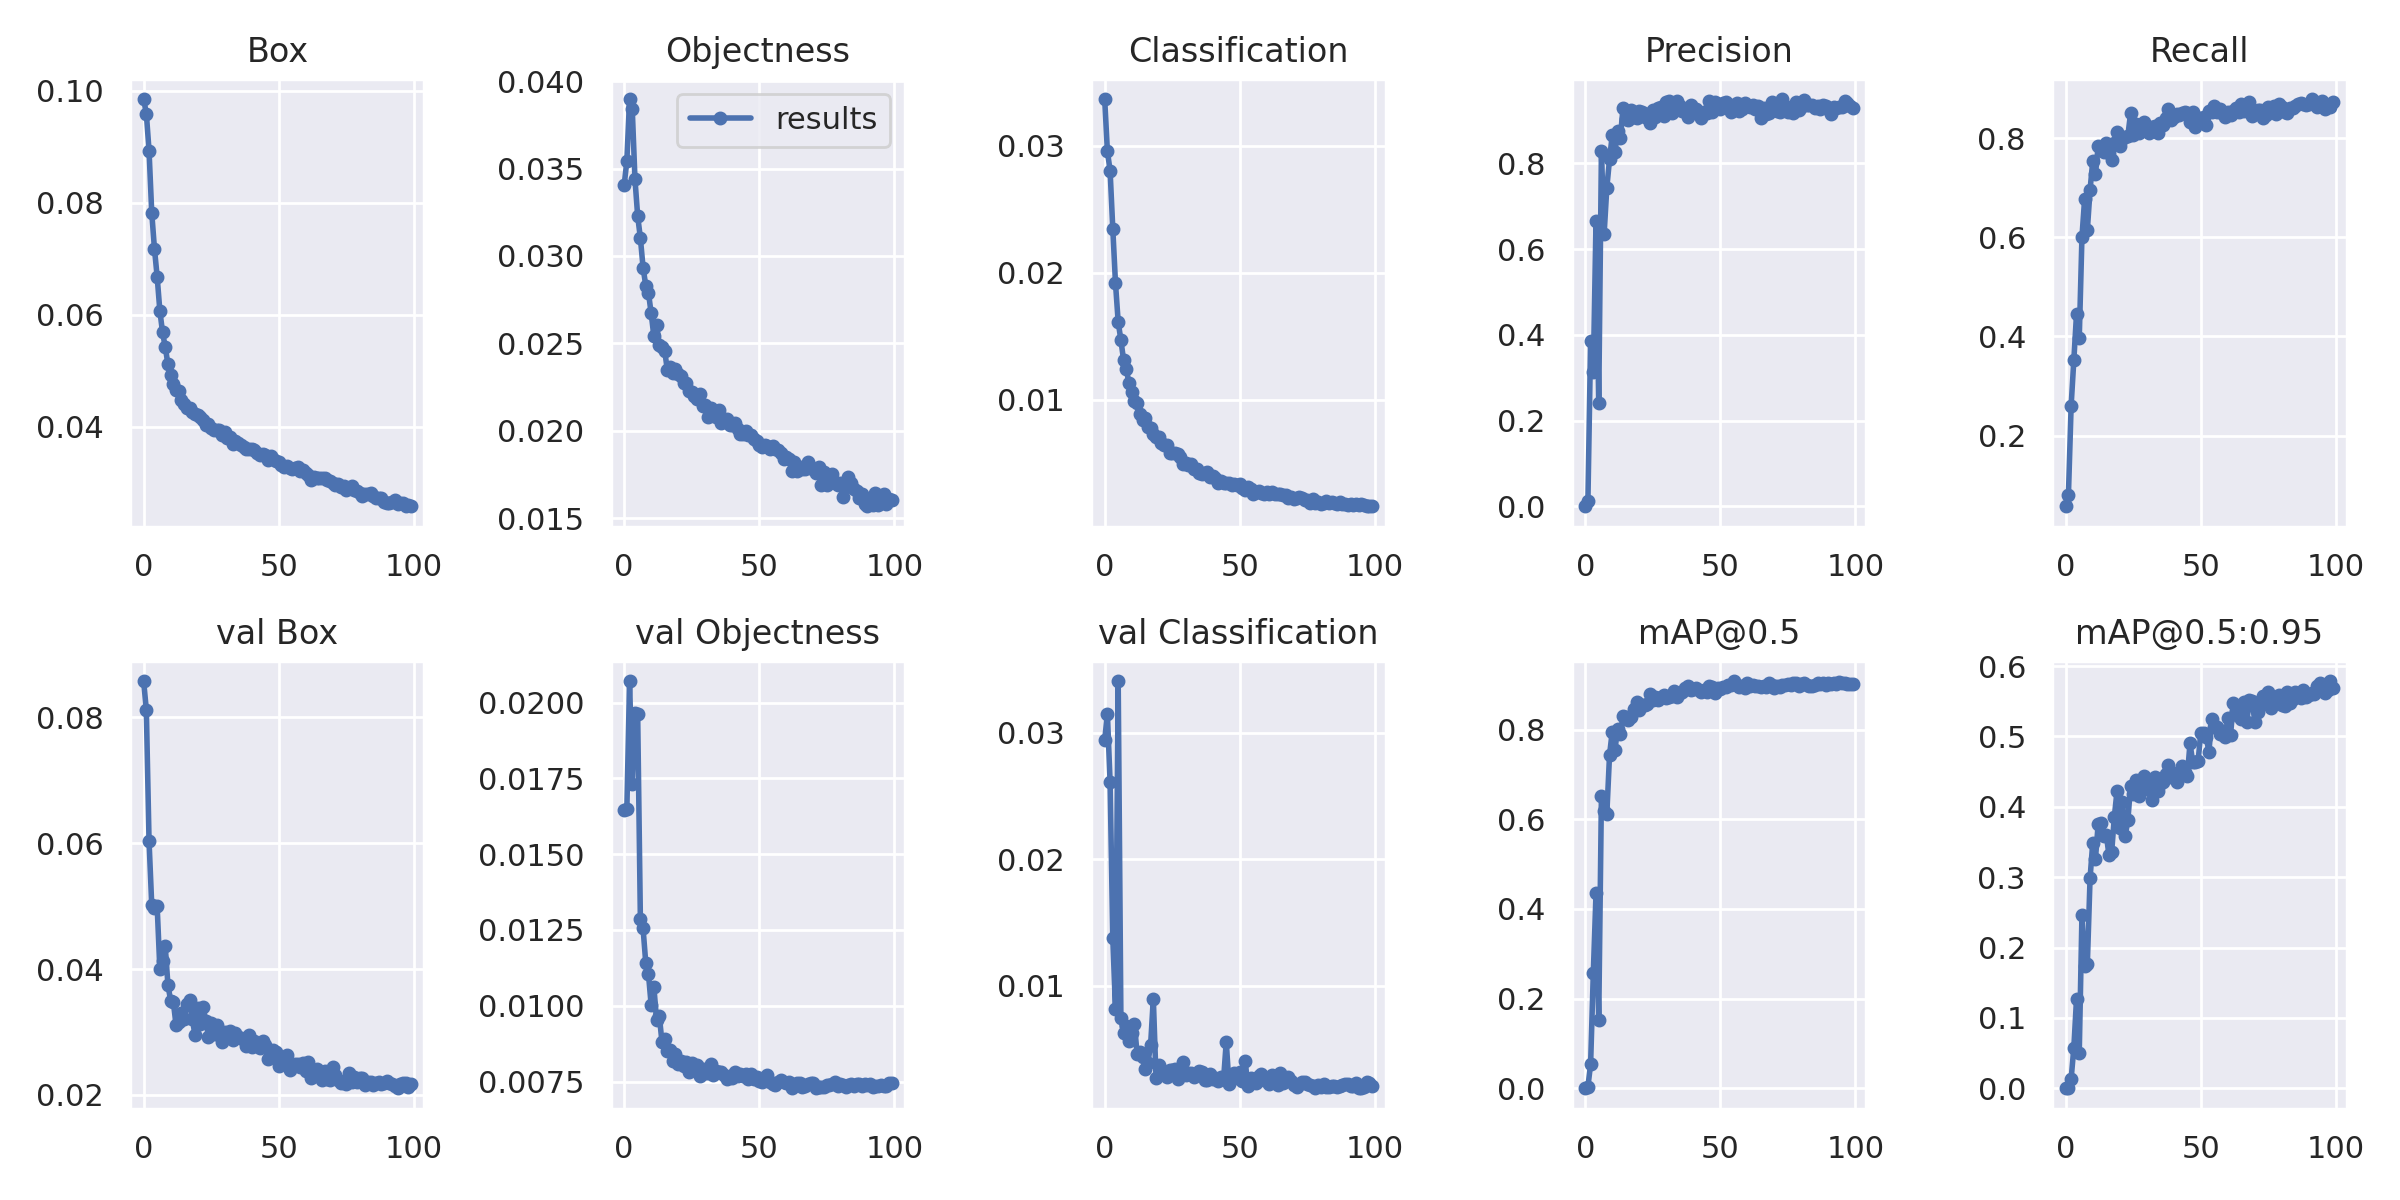 Box Objectness Classification Precision Recall
0.10 0.08 0.06 0.04
0 50 100
0.040 0.035 0.030 0.025 0.020 0.015
results
0 50 100
0.03 0.02 0.01
0 50 100
0.8 0.6 0.4 0.2 0.0
0 50 100
0.8 0.6 0.4 0.2
0 50 100
val Box val Objectness val Classification mAP@0.5 mAP@0.5:0.95
0.08 0.06 0.04 0.02
0 50 100
0.0200 0.0175 0.0150 0.0125 0.0100 0.0075
0 50 100
0.03 0.02 0.01
0 50 100
0.8 0.6 0.4 0.2 0.0
0 50 100
0.6 0.5 0.4 0.3 0.2 0.1 0.0
0 50 100